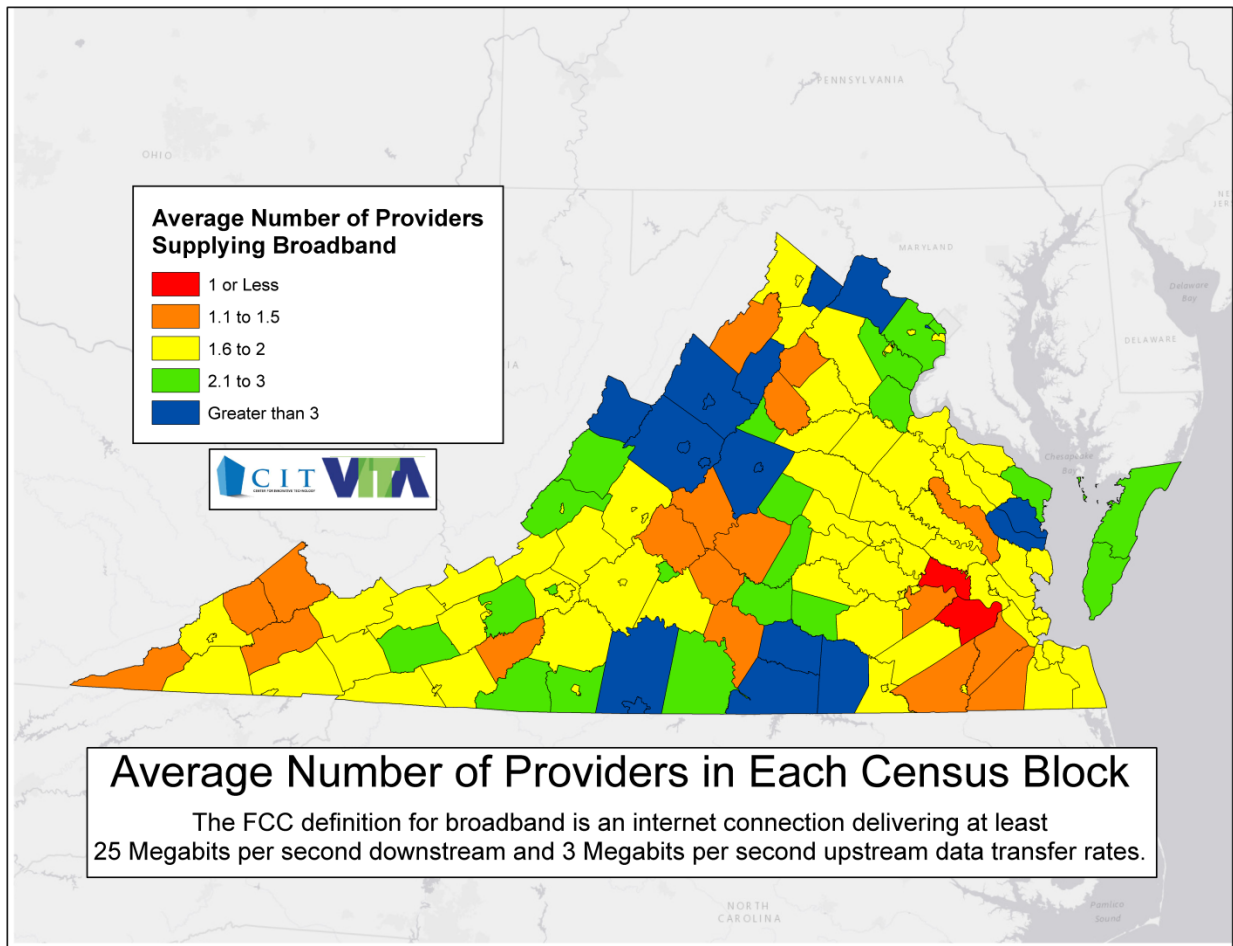 PENNSYLVANIA
OHIO
MARYLAND
Delaware
Bay
DELAWARE
Average Number of Providers
Supplying Broadband
1 or Less
1.1 to 1.5
1.6 to 2
2.1 to 3
Greater than 3
CIT
CENTER FOR INNOVATIVE TECHNOLOGY
VITA
Chesapeake
Bay
Average Number of Providers in Each Census Block
The FCC definition for broadband is an internet connection delivering at least
25 Megabits per second downstream and 3 Megabits per second upstream data transfer rates.
NORTH
CAROLINA
Pamlico
Sound